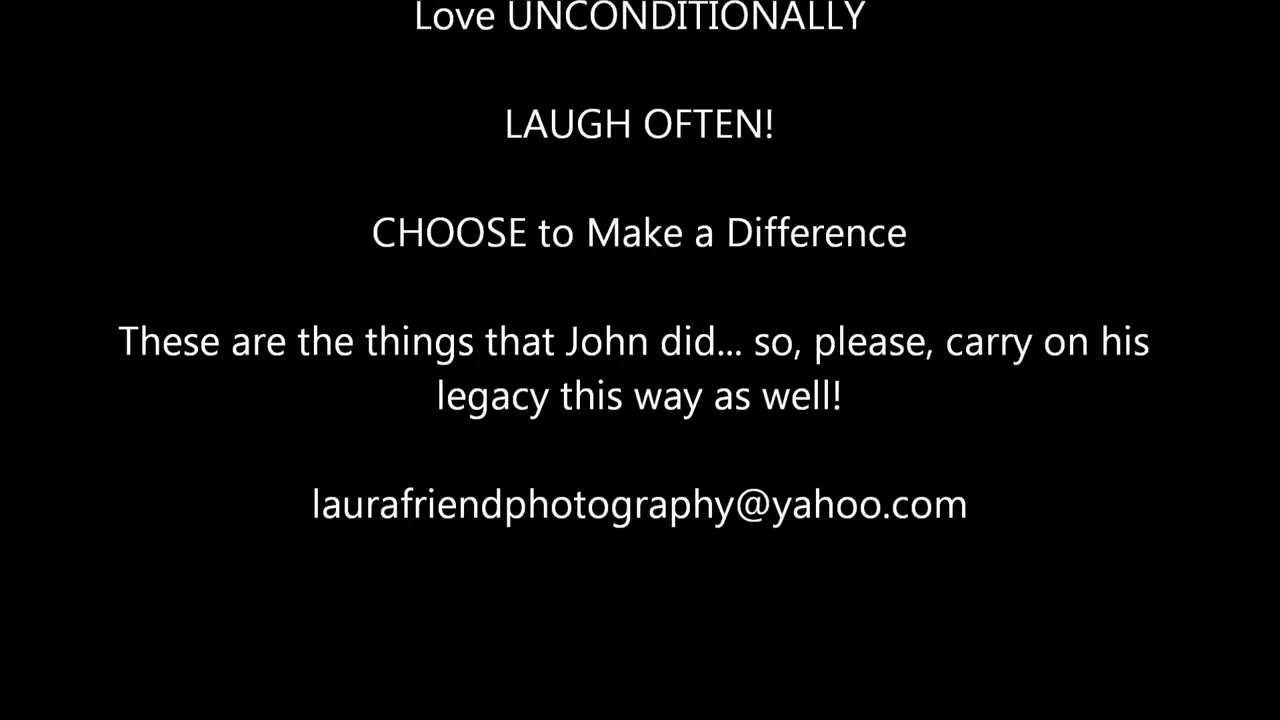 Love UNCONDITIONALLY
LAUGH OFTEN!
CHOOSE to Make a Difference
These are the things that John did... so, please, carry on his
legacy this way as well!
laurafriendphotography@yahoo.com